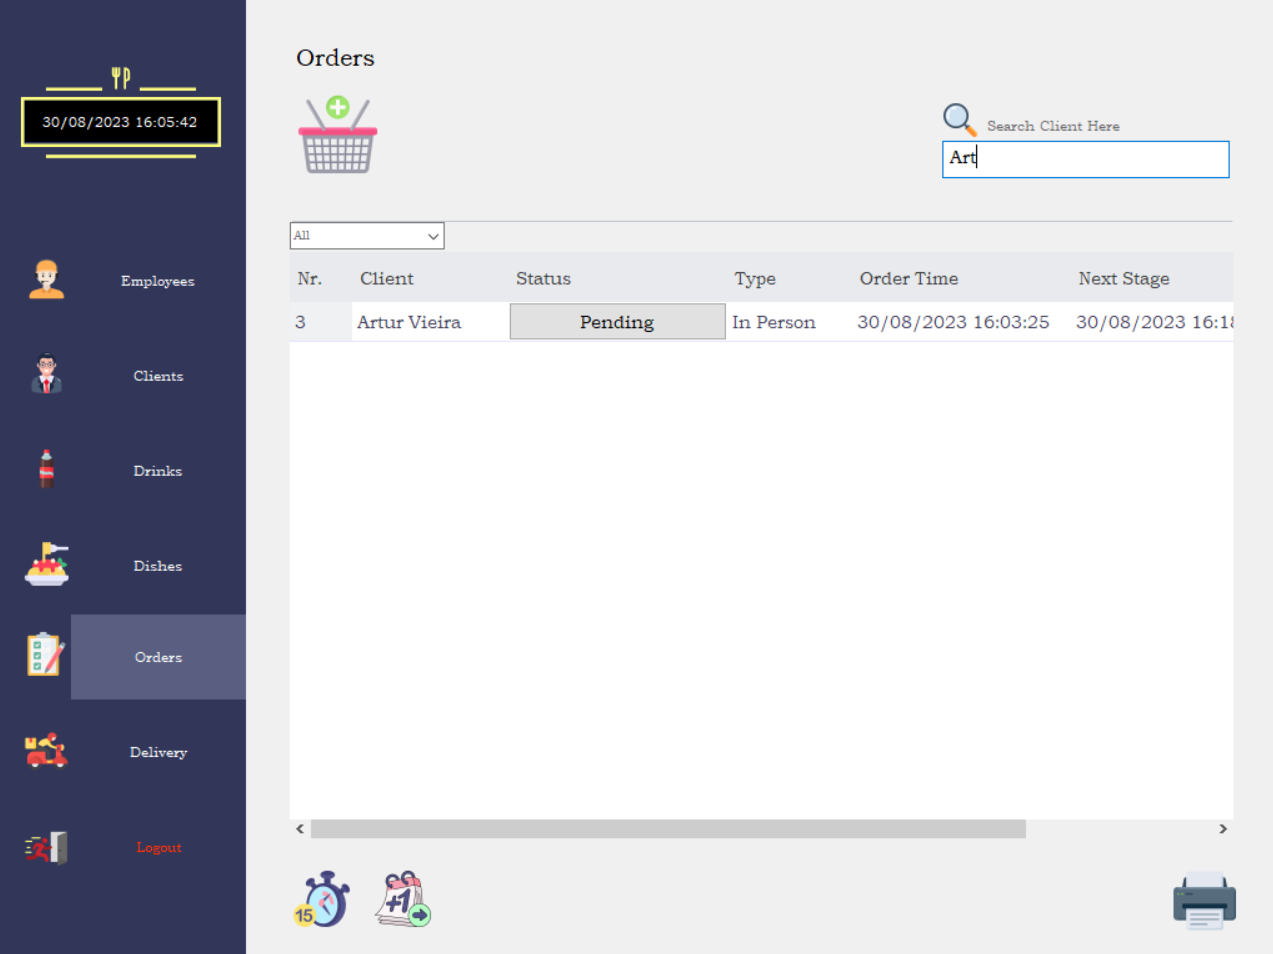 30/08/2023 16:05:42
Employees
Clients
Drinks
Dishes
Orders
Delivery
Logout
Orders
Search Client Here
Art
All
Nr. Client Status Type Order Time Next Stage
3 Artur Vieira Pending In Person 30/08/2023 16:03:25 30/08/2023 16:18
15
+1